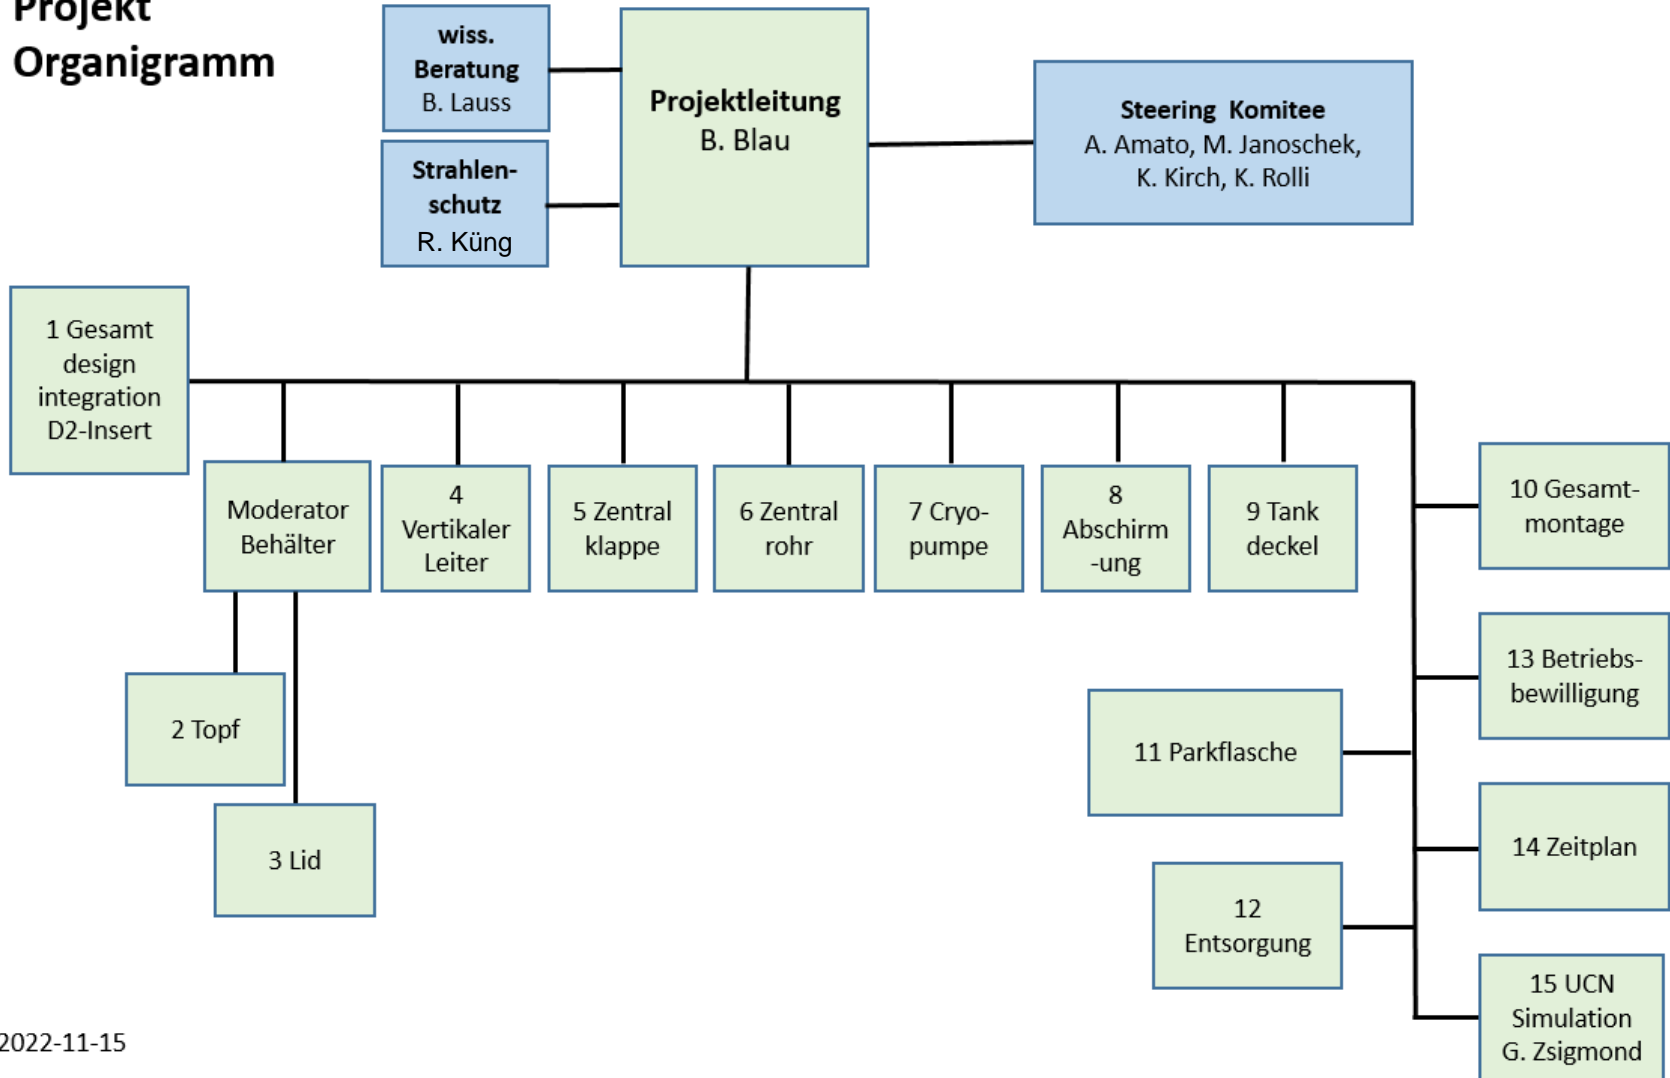 Projekt
Organigramm
wiss.
Beratung
B. Lauss
Strahlen-
schutz
R. Küng
Projektleitung
B. Blau
Steering Komitee
A. Amato, M. Janoschek,
K. Kirch, K. Rolli
1 Gesamt
design
integration
D2-Insert
Moderator
Behälter
4
Vertikaler
Leiter
5 Zentral
klappe
6 Zentral
rohr
7 Cryo-
pumpe
8
Abschirm
-ung
9 Tank
deckel
2 Topf
3 Lid
10 Gesamt-
montage
13 Betriebs-
bewilligung
11 Parkflasche
14 Zeitplan
12
Entsorgung
15 UCN
Simulation
G. Zsigmond
2022-11-15